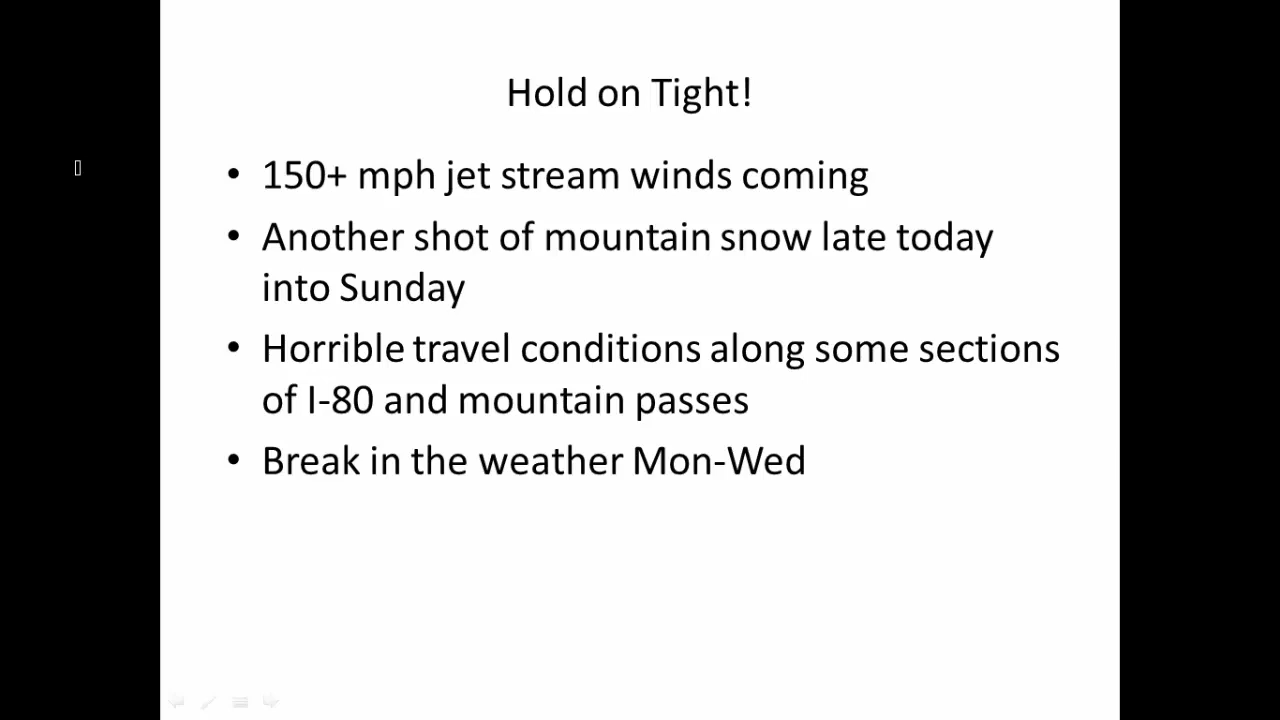 Hold on Tight!
• 150+ mph jet stream winds coming
• Another shot of mountain snow late today
into Sunday
• Horrible travel conditions along some sections
of I-80 and mountain passes
• Break in the weather Mon-Wed